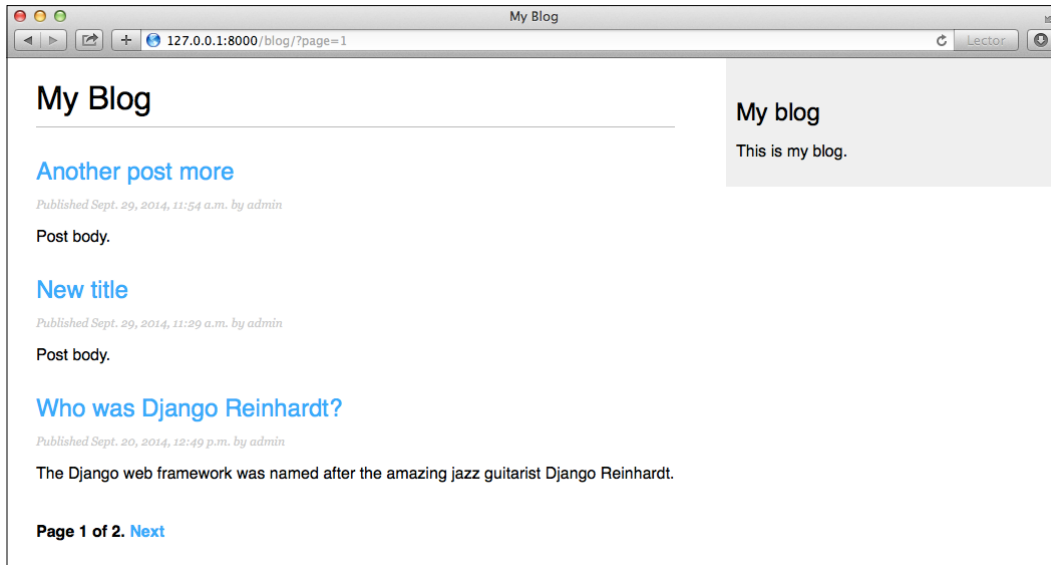 My Blog
127.0.0.1:8000/blog/?page=1
Lector
My Blog
Another post more
Published Sept. 29, 2014, 11:54 a.m. by admin
Post body.
New title
Published Sept. 29, 2014, 11:29 a.m. by admin
Post body.
Who was Django Reinhardt?
Published Sept. 20, 2014, 12:49 p.m. by admin
The Django web framework was named after the amazing jazz guitarist Django Reinhardt.
Page 1 of 2. Next
My blog
This is my blog.